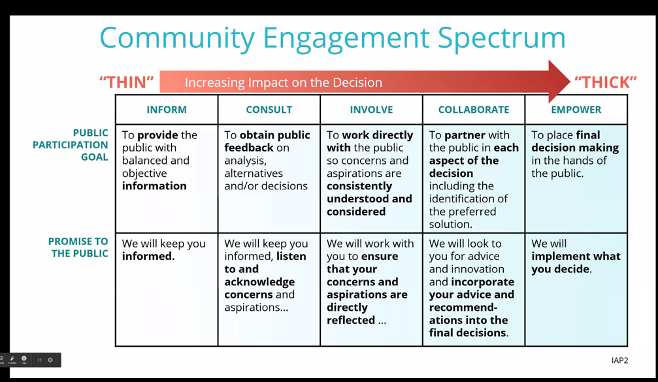 Community Engagement Spectrum
“THIN”
Increasing Impact on the Decision
“THICK”
INFORM
CONSULT
INVOLVE
COLLABORATE
EMPOWER
PUBLIC
PARTICIPATION
GOAL
To provide the
public with
balanced and
objective
information
To obtain public
feedback on
analysis,
alternatives
and/or decisions
To work directly
with the public
so concerns and
aspirations are
consistently
understood and
considered
To partner with
the public in each
aspect of the
decision
including the
identification of
the preferred
solution.
To place final
decision making
in the hands of
the public.
PROMISE TO
THE PUBLIC
We will keep you
informed.
We will keep you
informed, listen
to and
acknowledge
concerns and
aspirations...
We will work with
you to ensure
that your
concerns and
aspirations are
directly
reflected ...
We will look to
you for advice
and innovation
and incorporate
your advice and
recommend-
ations into the
final decisions.
We will
implement what
you decide.
IAP2